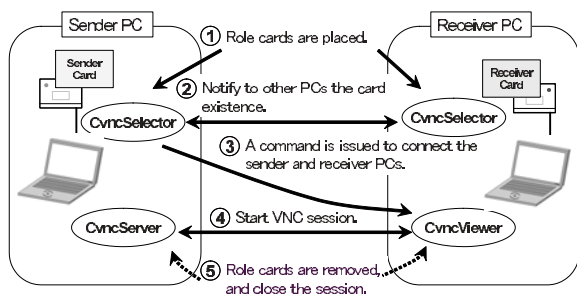 Sender PC
Receiver PC
① Role cards are placed.
Sender
Card
Receiver
Card
② Notify to other PCs the card
existence.
CvncSelector
CvncSelector
③ A command is issued to connect the
sender and receiver PCs.
④ Start VNC session.
CvncServer
CvncViewer
⑤ Role cards are removed,
and close the session.